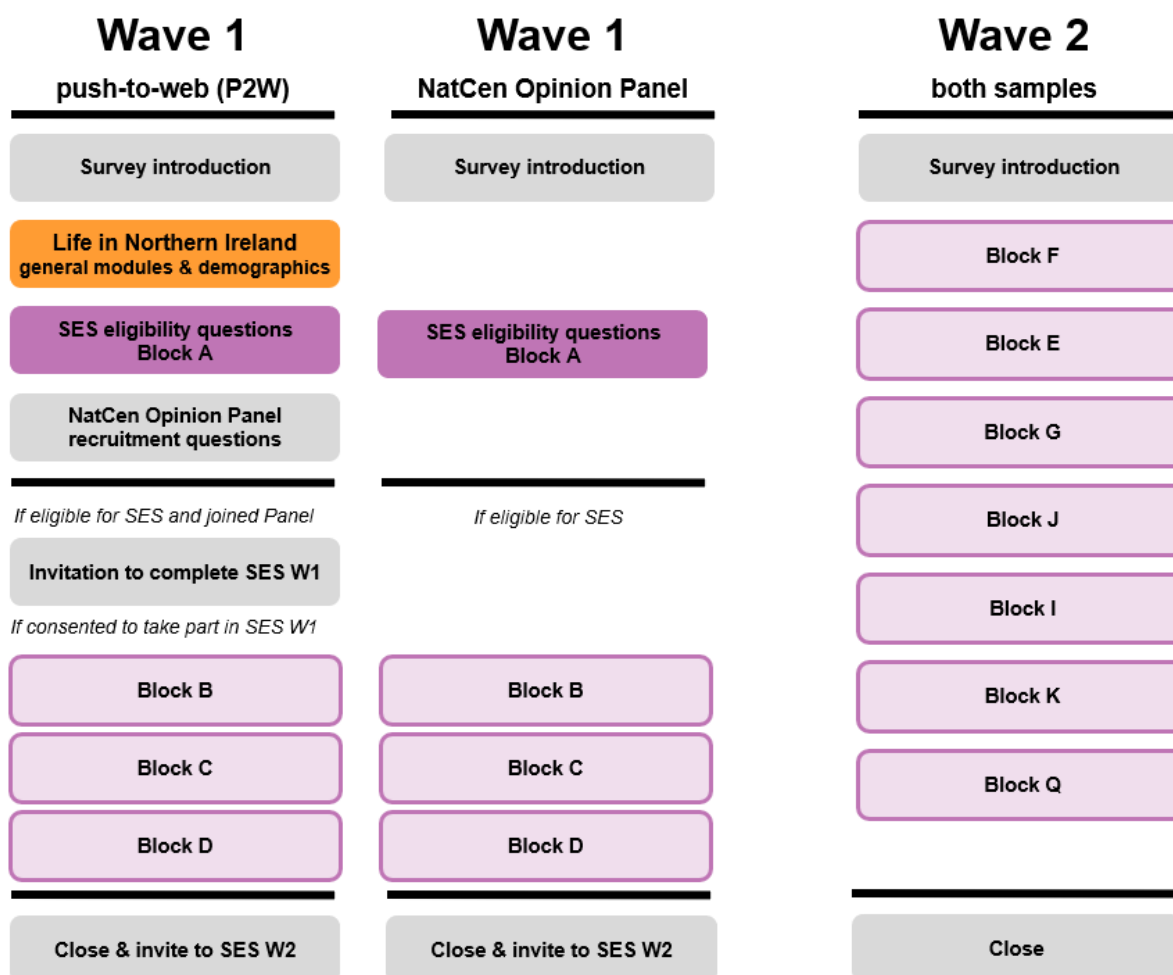 Wave 1
push-to-web (P2W)
Survey introduction
Life in Northern Ireland
general modules & demographics
SES eligibility questions
Block A
NatCen Opinion Panel
recruitment questions
If eligible for SES and joined Panel
Invitation to complete SES W1
If consented to take part in SES W1
Block B
Block C
Block D
Close & invite to SES W2
Wave 1
NatCen Opinion Panel
Survey introduction
SES eligibility questions
Block A
If eligible for SES
Block B
Block C
Block D
Close & invite to SES W2
Wave 2
both samples
Survey introduction
Block F
Block E
Block G
Block J
Block I
Block K
Block Q
Close